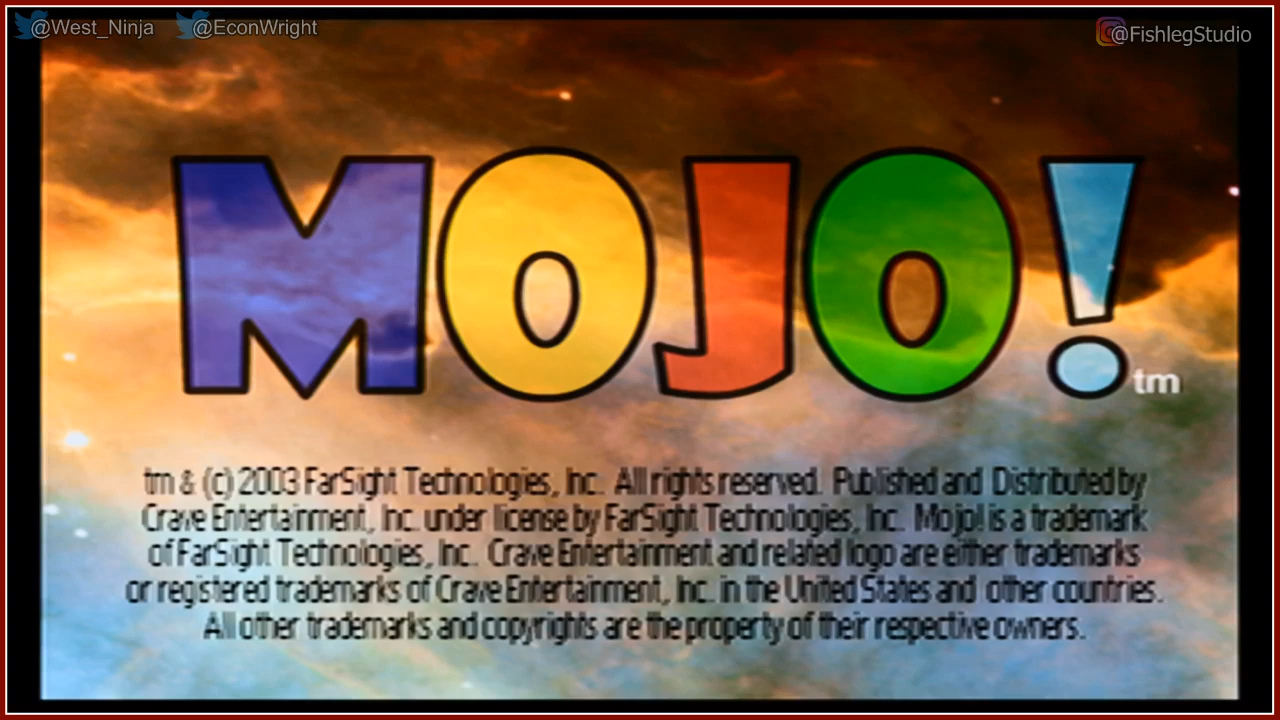 @West_Ninja @EconWright @FishlegStudio
MOJO! tm
tm & (c) 2003 FarSight Technologies, Inc. All rights reserved. Published and Distributed by
Crave Entertainment, Inc. under license by FarSight Technologies, Inc. Mojo! is a trademark
of FarSight Technologies, Inc. Crave Entertainment and related logo are either trademarks
or registered trademarks of Crave Entertainment, Inc. in the United States and other countries.
All other trademarks and copyrights are the property of their respective owners.